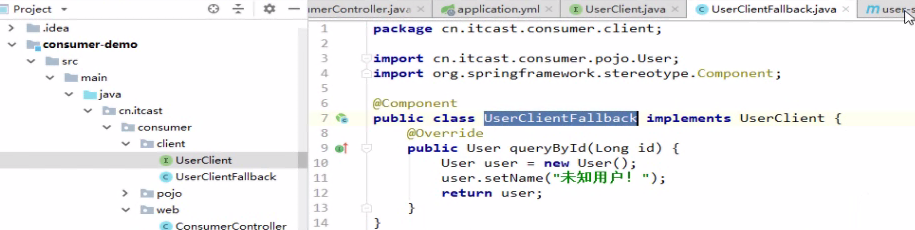 Project
umerController.java
application.yml
UserClient.java
UserClientFallback.java
user-s
.idea
consumer-demo
src
main
java
cn.itcast
consumer
client
UserClient
UserClientFallback
pojo
web
ConsumerController
1 package cn.itcast.consumer.client;
2
3 import cn.itcast.consumer.pojo.User;
4 import org.springframework.stereotype.Component;
5
6 @Component
7 public class UserClientFallback implements UserClient {
8 @Override
9 public User queryById(Long id) {
10 User user = new User();
11 user.setName("未知用户！");
12 return user;
13 }
14 }